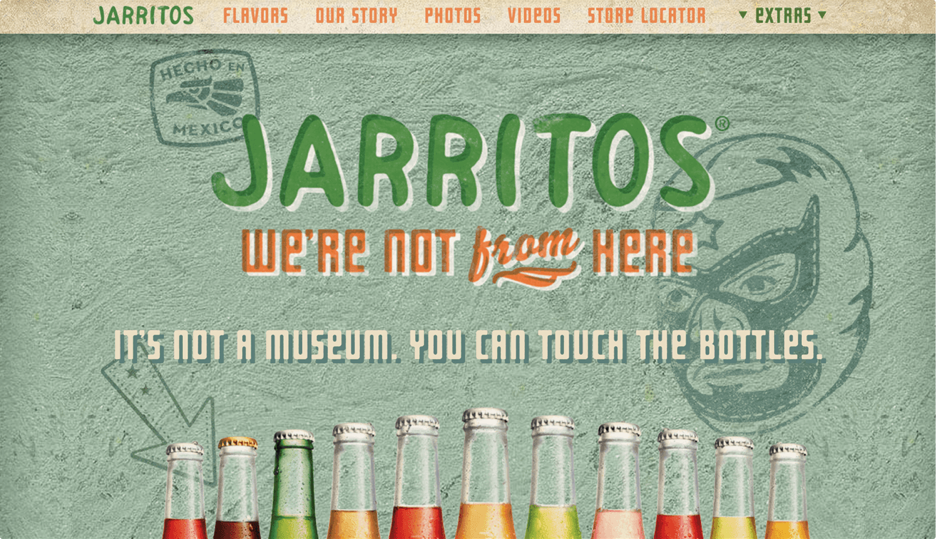 JARRITOS FLAVORS OUR STORY PHOTOS VIDEOS STORE LOCATOR ▼ EXTRAS ▼
HECHO EN
MEXICO
JARRITOS®
WE'RE NOT from HERE
IT'S NOT A MUSEUM. YOU CAN TOUCH THE BOTTLES.